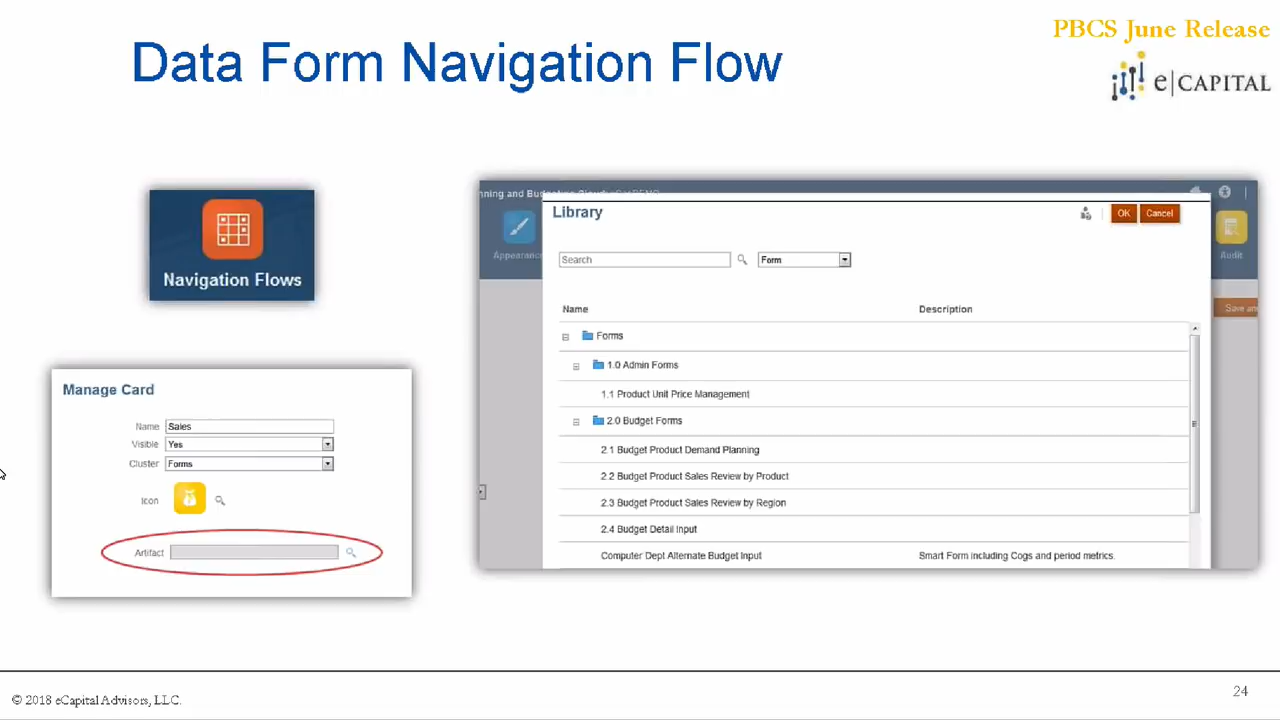 PBCS June Release
Data Form Navigation Flow
e|CAPITAL
Navigation Flows
Manage Card
Name Sales
Visible Yes
Cluster Forms
Icon
Artifact
Appearance
Audit
Library
OK Cancel
Search Form
Name Description
Forms
1.0 Admin Forms
1.1 Product Unit Price Management
2.0 Budget Forms
2.1 Budget Product Demand Planning
2.2 Budget Product Sales Review by Product
2.3 Budget Product Sales Review by Region
2.4 Budget Detail Input
Computer Dept Alternate Budget Input Smart Form including Cogs and period metrics.
© 2018 eCapital Advisors, LLC.
24